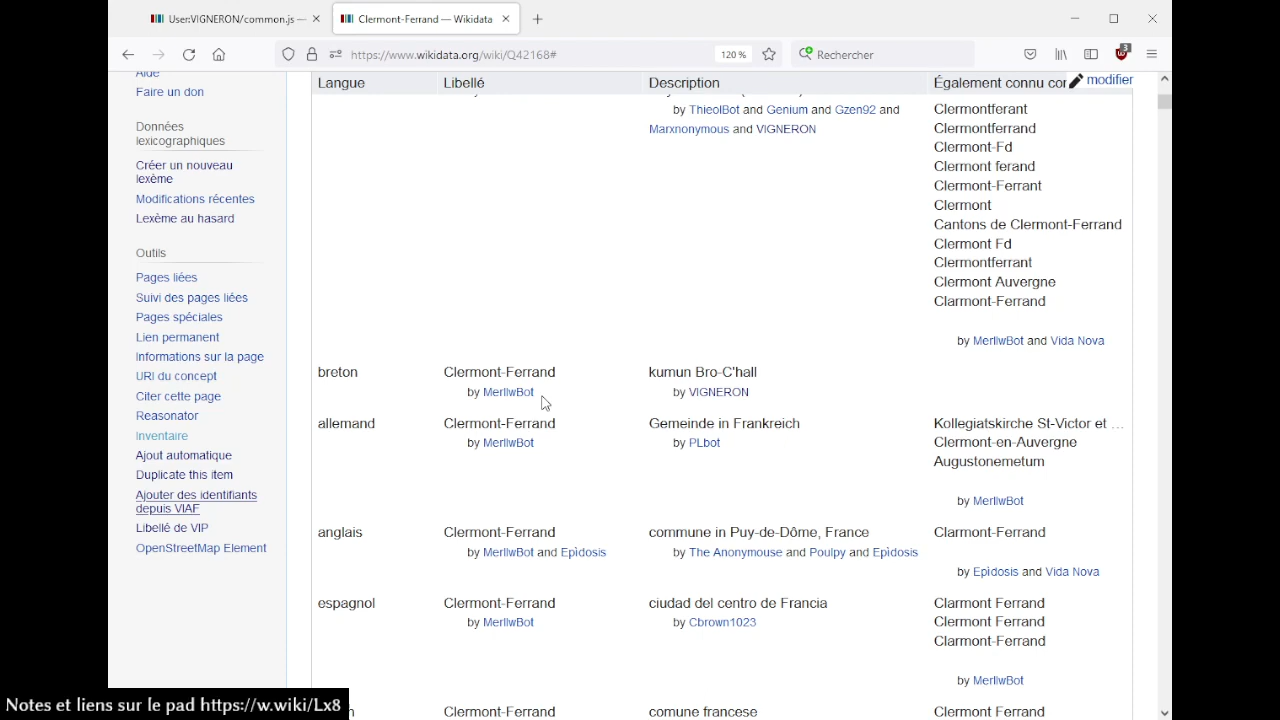 User:VIGNERON/common.js —
Clermont-Ferrand — Wikidata
https://www.wikidata.org/wiki/Q42168#
120 %
Rechercher
3
Aide
Faire un don
Données
lexicographiques
Créer un nouveau
lexème
Modifications récentes
Lexème au hasard
Outils
Pages liées
Suivi des pages liées
Pages spéciales
Lien permanent
Informations sur la page
URI du concept
Citer cette page
Reasonator
Inventaire
Ajout automatique
Duplicate this item
Ajouter des identifiants
depuis VIAF
Libellé de VIP
OpenStreetMap Element
Langue Libellé Description Également connu cor modifier
by ThieolBot and Genium and Gzen92 and
Marxnonymous and VIGNERON
Clermontferant
Clermontferrand
Clermont-Fd
Clermont ferand
Clermont-Ferrant
Clermont
Cantons de Clermont-Ferrand
Clermont Fd
Clermontferrant
Clermont Auvergne
Clarmont-Ferrand
by MerlIwBot and Vida Nova
breton Clermont-Ferrand kumun Bro-C'hall
by MerlIwBot by VIGNERON
allemand Clermont-Ferrand Gemeinde in Frankreich Kollegiatskirche St-Victor et …
by MerlIwBot by PLbot Clermont-en-Auvergne
Augustonemetum
by MerlIwBot
anglais Clermont-Ferrand commune in Puy-de-Dôme, France Clarmont-Ferrand
by MerlIwBot and Epìdosis by The Anonymouse and Poulpy and Epìdosis
by Epìdosis and Vida Nova
espagnol Clermont-Ferrand ciudad del centro de Francia Clarmont Ferrand
by MerlIwBot by Cbrown1023 Clermont Ferrand
Clarmont-Ferrand
by MerlIwBot
Clermont-Ferrand comune francese Clermont Ferrand
Notes et liens sur le pad https://w.wiki/Lx8